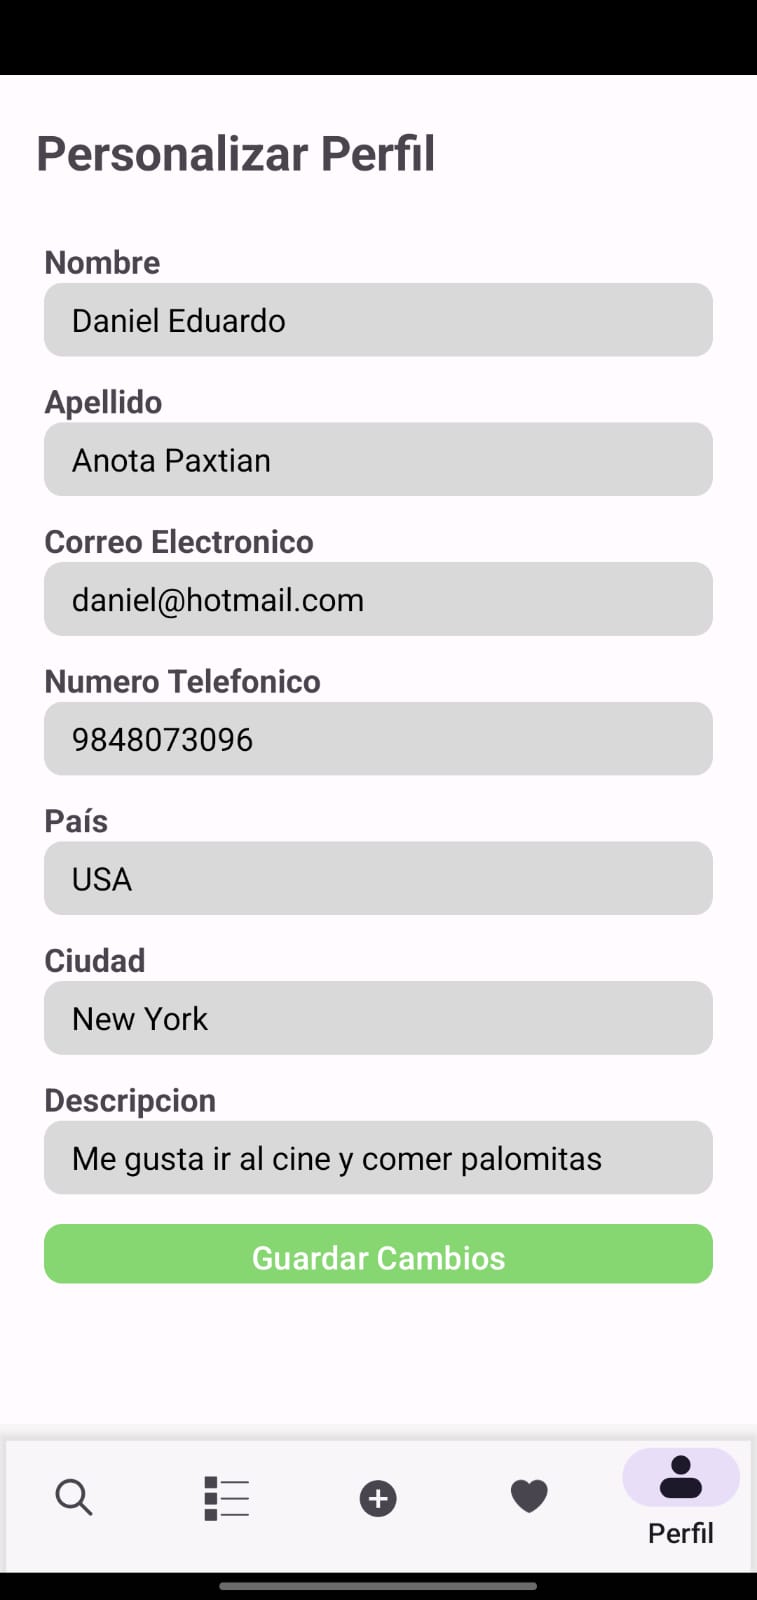 Personalizar Perfil
Nombre
Daniel Eduardo
Apellido
Anota Paxtian
Correo Electronico
daniel@hotmail.com
Numero Telefonico
9848073096
País
USA
Ciudad
New York
Descripcion
Me gusta ir al cine y comer palomitas
Guardar Cambios
Perfil